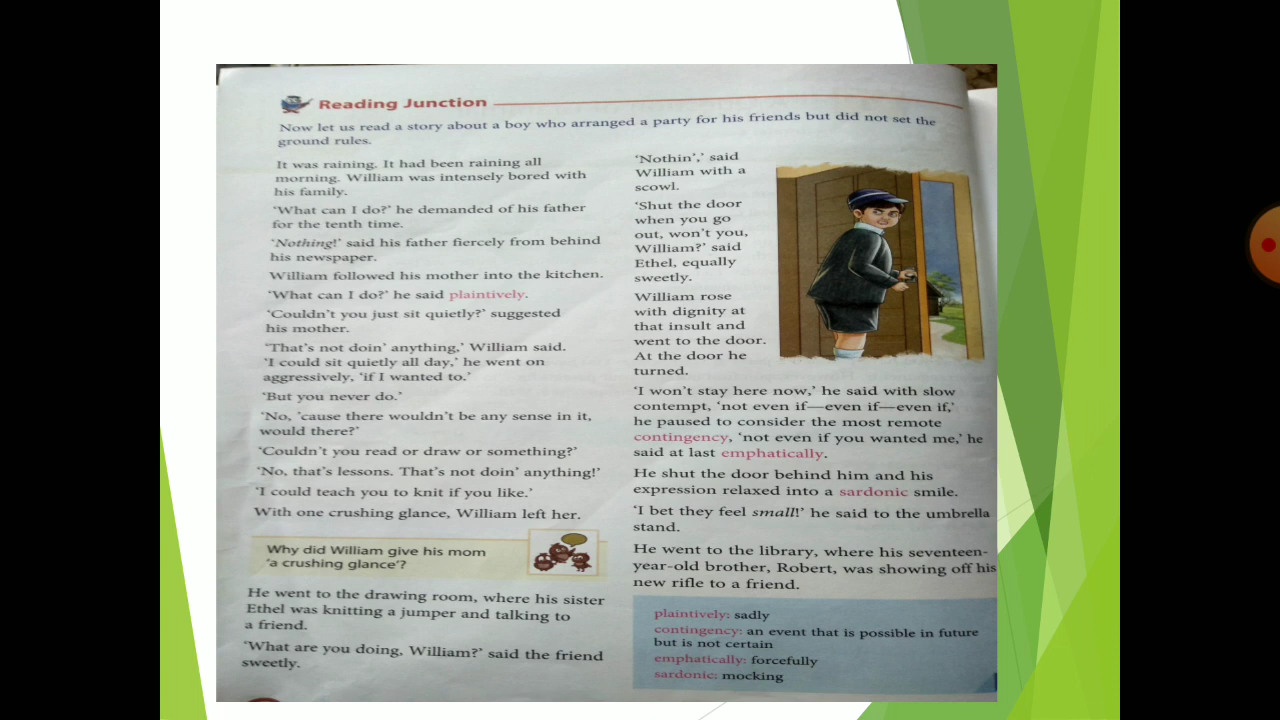 Reading Junction
Now let us read a story about a boy who arranged a party for his friends but did not set the
ground rules.
It was raining. It had been raining all
morning. William was intensely bored with
his family.
‘What can I do?’ he demanded of his father
for the tenth time.
‘Nothing!’ said his father fiercely from behind
his newspaper.
William followed his mother into the kitchen.
‘What can I do?’ he said plaintively.
‘Couldn’t you just sit quietly?’ suggested
his mother.
‘That’s not doin’ anything,’ William said.
‘I could sit quietly all day,’ he went on
aggressively, ‘if I wanted to.’
‘But you never do.’
‘No, ’cause there wouldn’t be any sense in it,
would there?’
‘Couldn’t you read or draw or something?’
‘No, that’s lessons. That’s not doin’ anything!’
‘I could teach you to knit if you like.’
With one crushing glance, William left her.
Why did William give his mom
‘a crushing glance’?
He went to the drawing room, where his sister
Ethel was knitting a jumper and talking to
a friend.
‘What are you doing, William?’ said the friend
sweetly.
‘Nothin’,’ said
William with a
scowl.
‘Shut the door
when you go
out, won’t you,
William?’ said
Ethel, equally
sweetly.
William rose
with dignity at
that insult and
went to the door.
At the door he
turned.
‘I won’t stay here now,’ he said with slow
contempt, ‘not even if—even if—even if,’
he paused to consider the most remote
contingency, ‘not even if you wanted me,’ he
said at last emphatically.
He shut the door behind him and his
expression relaxed into a sardonic smile.
‘I bet they feel small!’ he said to the umbrella
stand.
He went to the library, where his seventeen-
year-old brother, Robert, was showing off his
new rifle to a friend.
plaintively: sadly
contingency: an event that is possible in future
but is not certain
emphatically: forcefully
sardonic: mocking